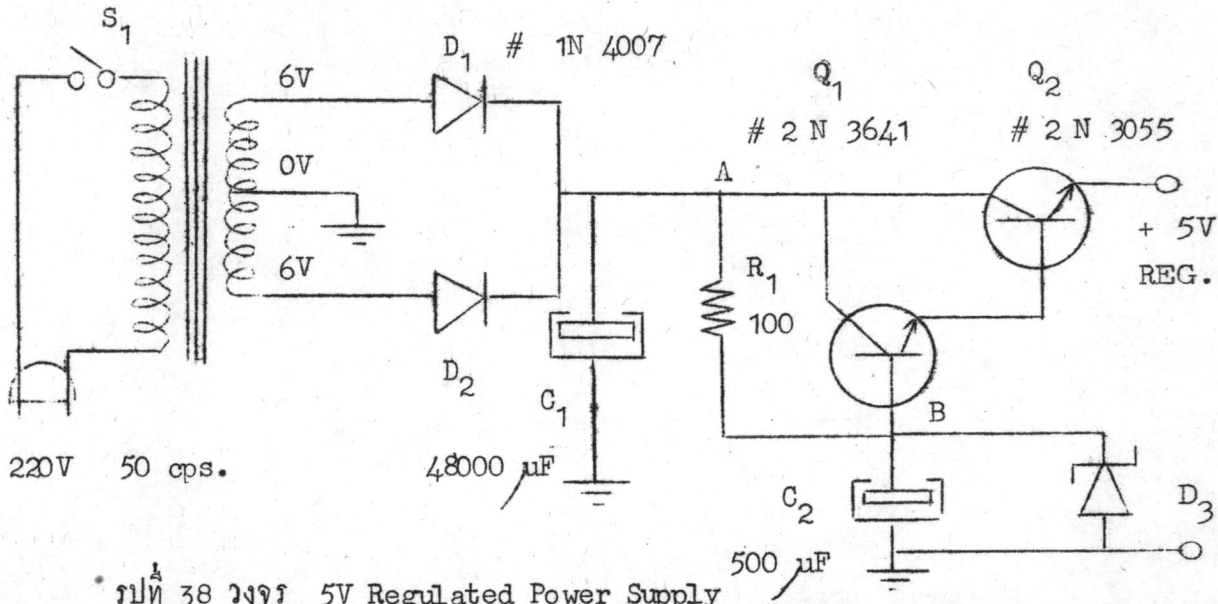 S1
D1 # 1N 4007
6V
Q1
Q2
# 2 N 3641
# 2 N 3055
0V
A
+ 5V
REG.
6V
R1
100
D2
C1
B
220V 50 cps.
48000 µF
C2
D3
500 µF
รูปที่ 38 วงจร 5V Regulated Power Supply